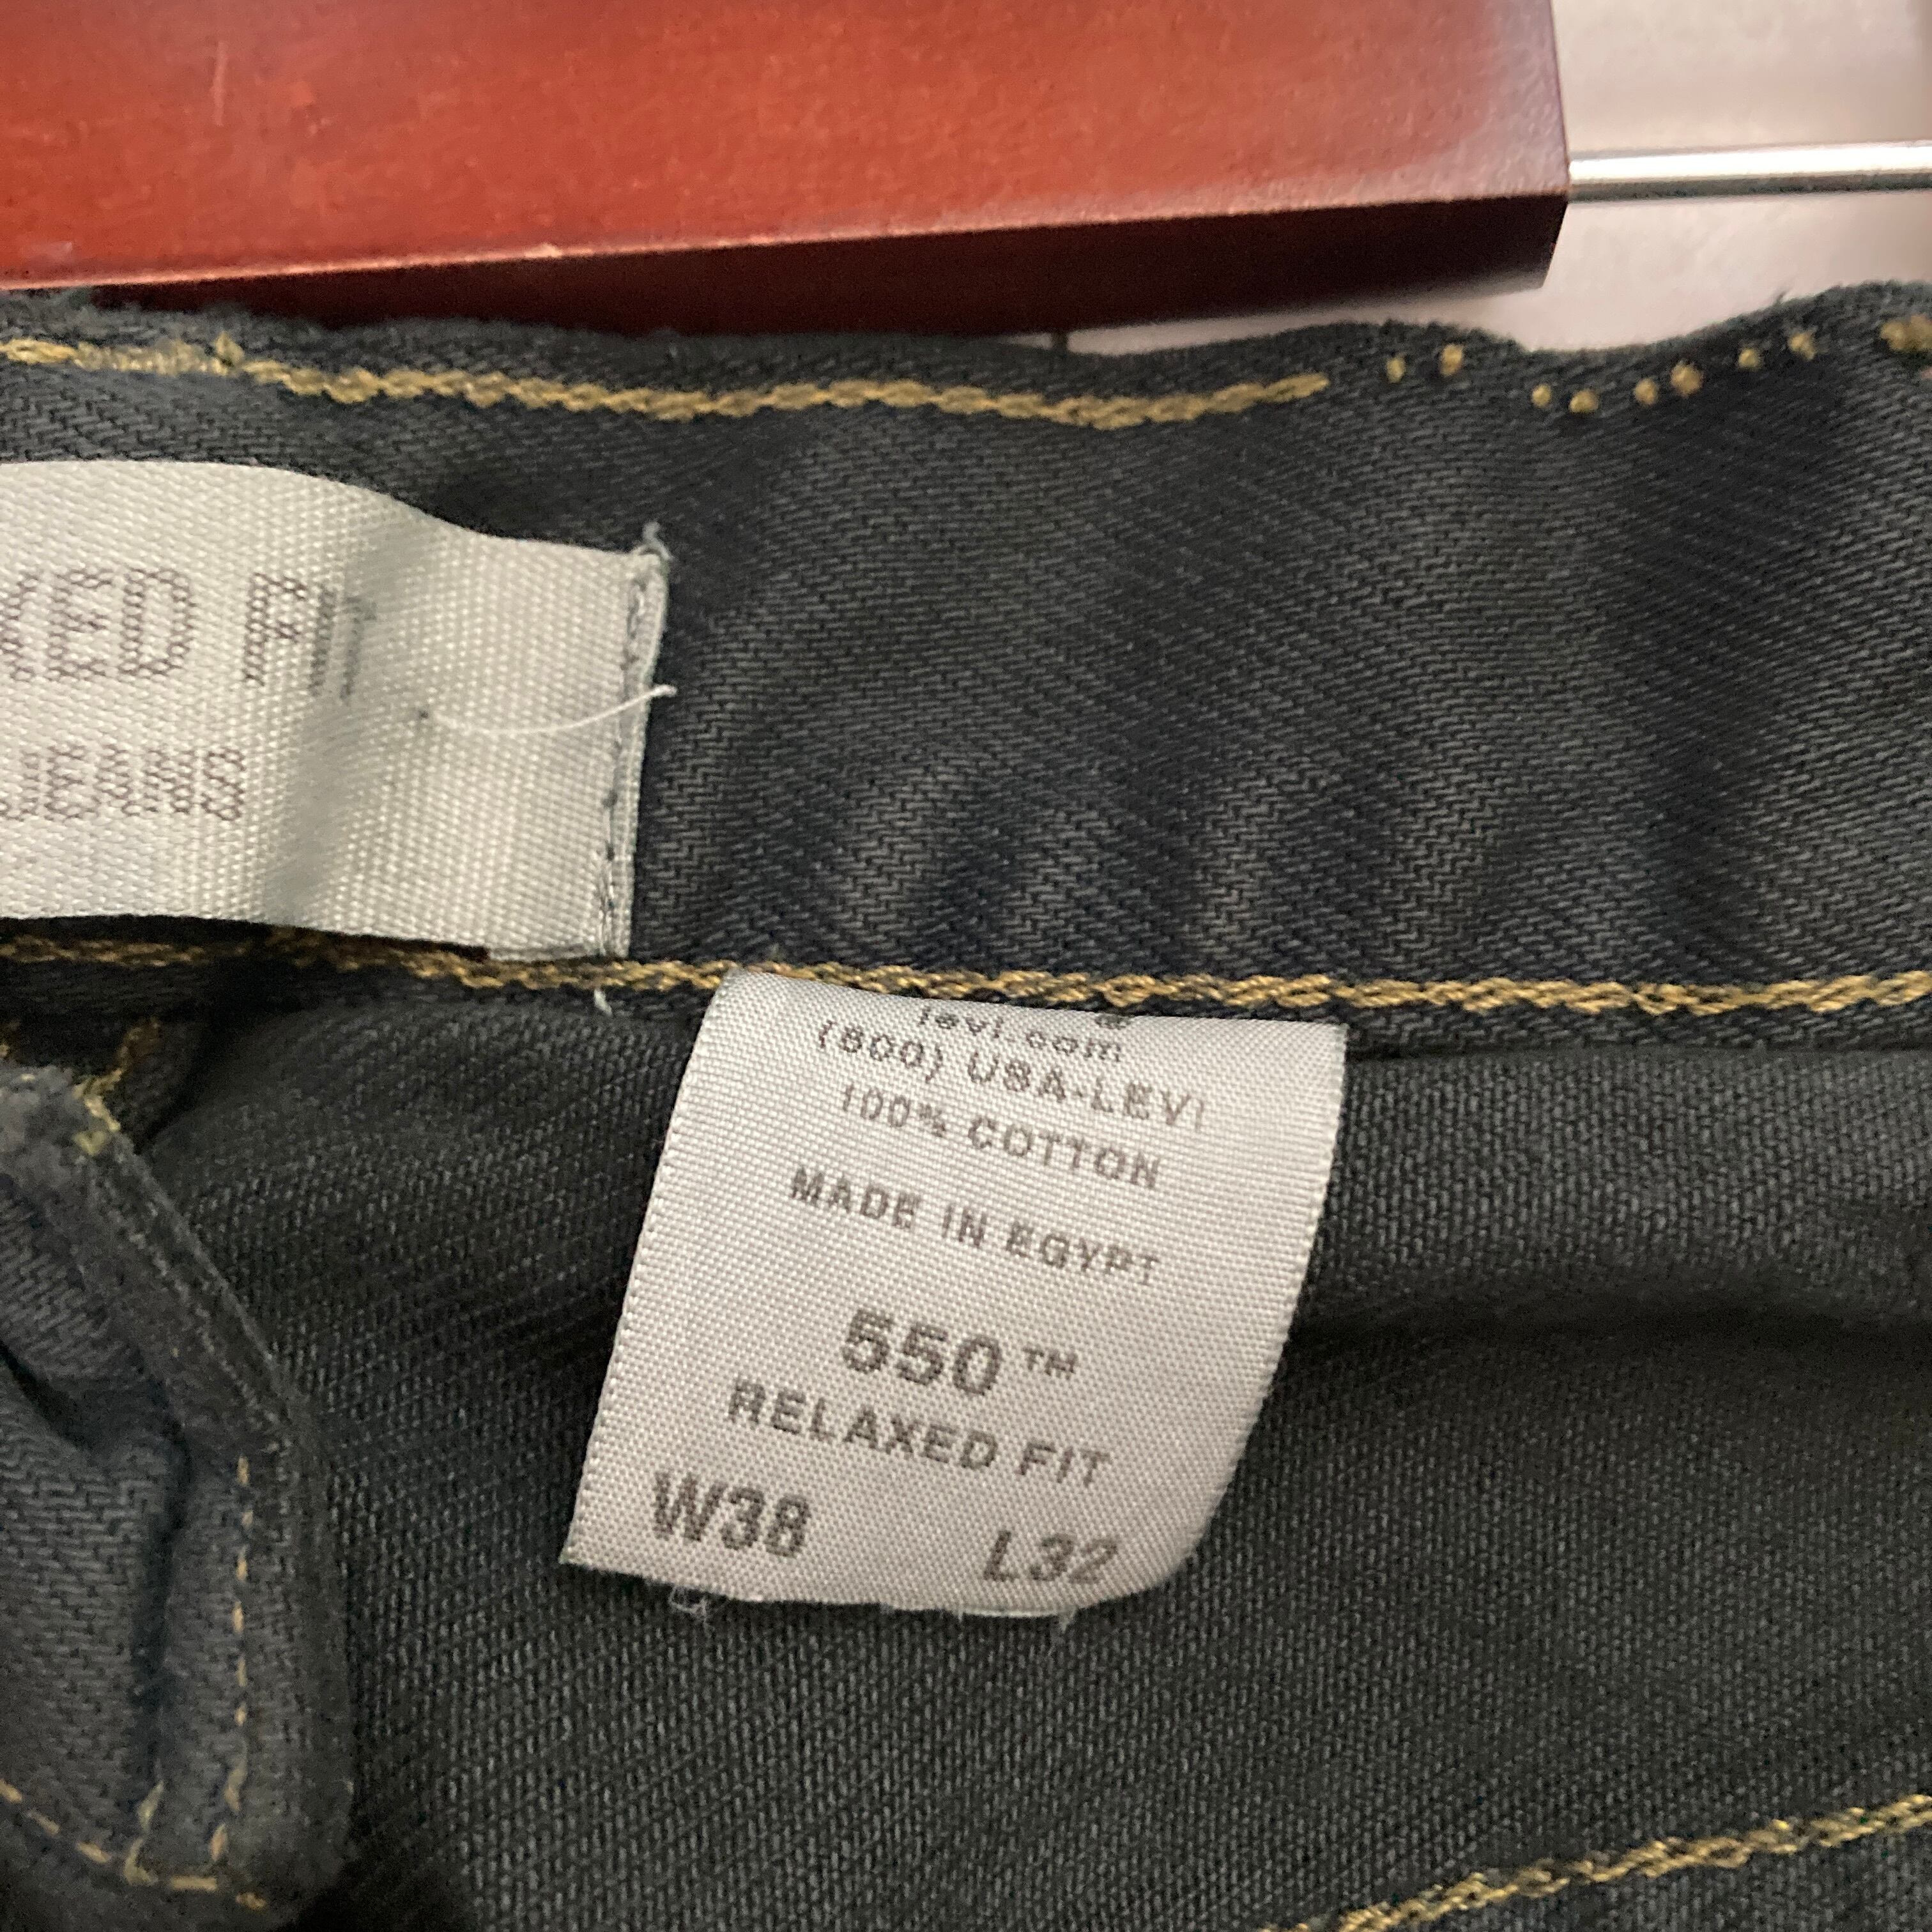 XED FIT
JEANS
levi.com
(800) USA-LEVI
100% COTTON
MADE IN EGYPT
550™
RELAXED FIT
W38 L32